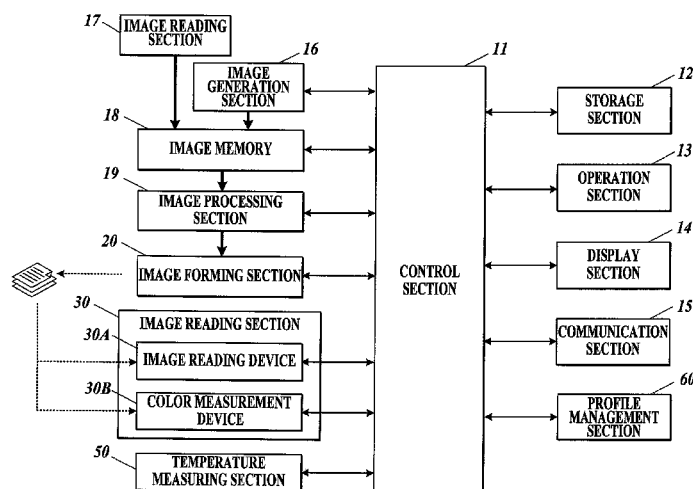 17
IMAGE READING
SECTION
16
IMAGE
GENERATION
SECTION
18
IMAGE MEMORY
19
IMAGE PROCESSING
SECTION
20
IMAGE FORMING SECTION
30
IMAGE READING SECTION
30A
IMAGE READING DEVICE
30B
COLOR MEASUREMENT
DEVICE
50
TEMPERATURE
MEASURING SECTION
11
CONTROL
SECTION
12
STORAGE
SECTION
13
OPERATION
SECTION
14
DISPLAY
SECTION
15
COMMUNICATION
SECTION
60
PROFILE
MANAGEMENT
SECTION